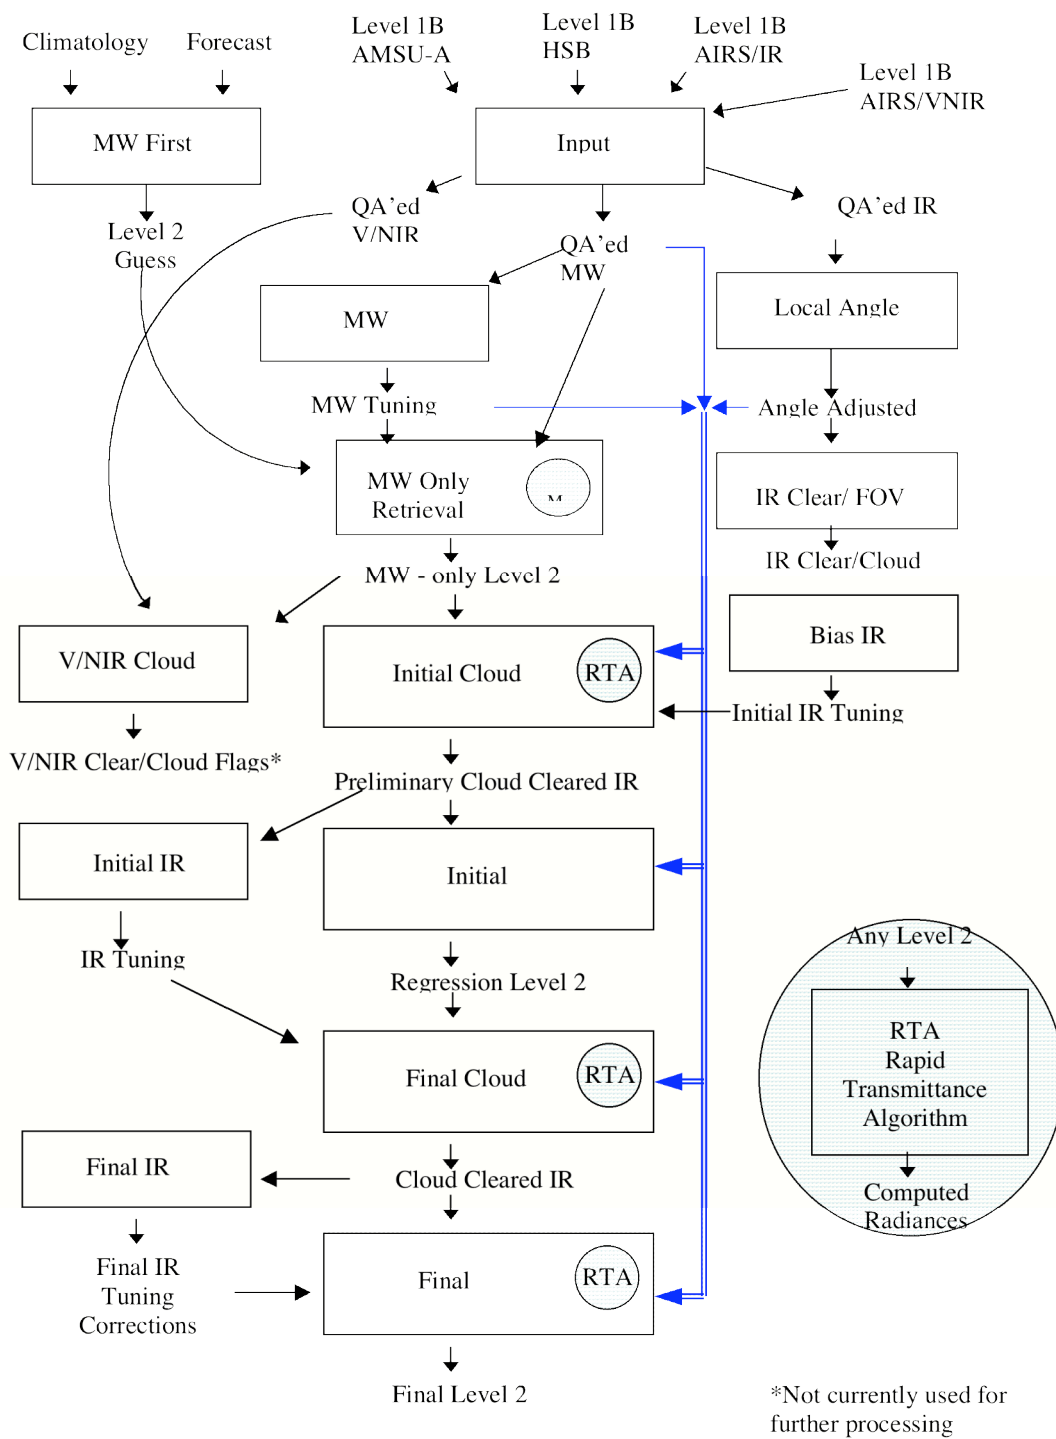 Climatology
Forecast
Level 1B
AMSU-A
Level 1B
HSB
Level 1B
AIRS/IR
Level 1B
AIRS/VNIR
MW First
Input
QA'ed
V/NIR
QA'ed IR
Level 2
Guess
QA'ed
MW
MW
Local Angle
MW Tuning
Angle Adjusted
MW Only
Retrieval
M
IR Clear/ FOV
MW - only Level 2
IR Clear/Cloud
V/NIR Cloud
Initial Cloud
RTA
Bias IR
Initial IR Tuning
V/NIR Clear/Cloud Flags*
Preliminary Cloud Cleared IR
Initial IR
Initial
IR Tuning
Regression Level 2
Any Level 2
RTA
Rapid
Transmittance
Algorithm
Computed
Radiances
Final Cloud
RTA
Final IR
Cloud Cleared IR
Final IR
Tuning
Corrections
Final
RTA
Final Level 2
*Not currently used for
further processing